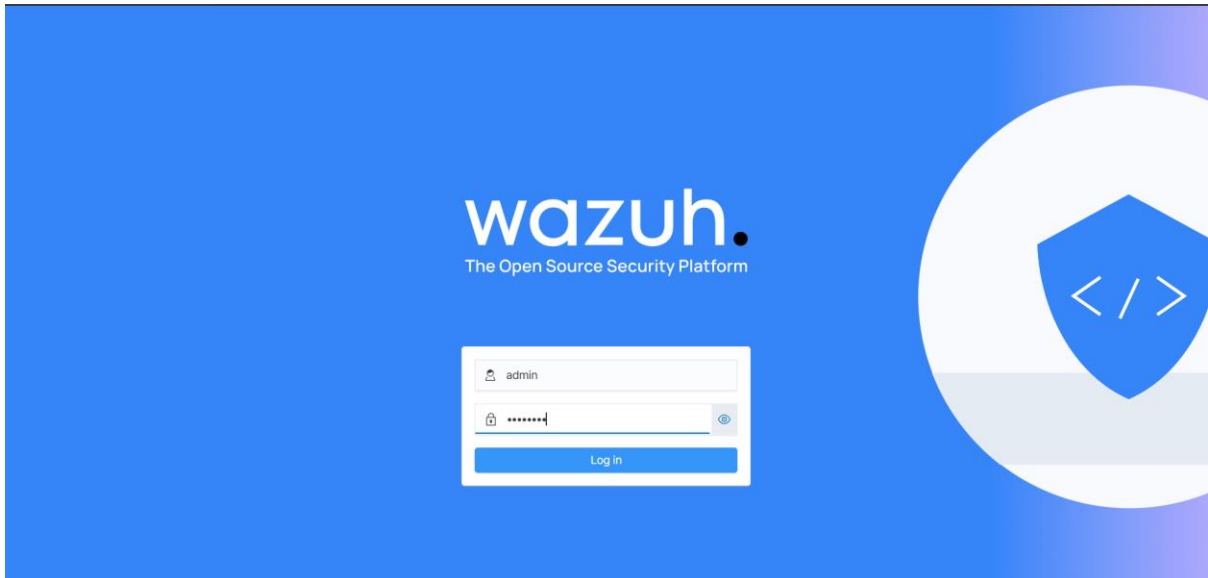 wazuh.
The Open Source Security Platform
admin
••••••••
Log in